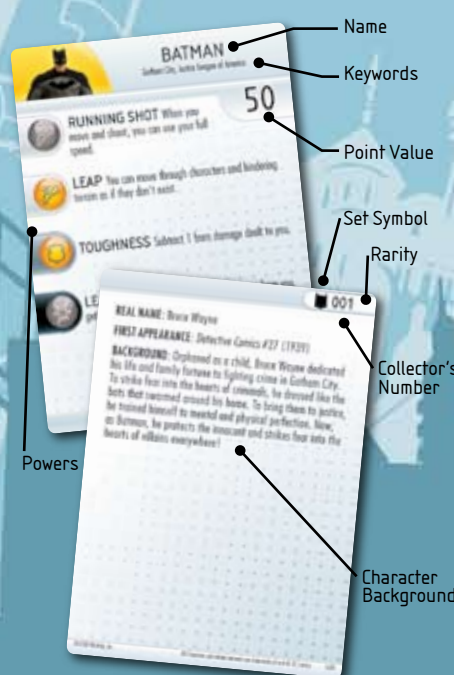 Name
Keywords
Point Value
Set Symbol
Rarity
Collector's
Number
Powers
Character
Background
BATMAN
Gotham City, Justice League of America
50
RUNNING SHOT When you
move and shoot, you can use your full
speed.
LEAP You can move through characters and hindering
terrain as if they don't exist.
TOUGHNESS Subtract 1 from damage dealt to you.
LE
001
REAL NAME: Bruce Wayne
FIRST APPEARANCE: Detective Comics #27 (1939)
BACKGROUND: Orphaned as a child, Bruce Wayne dedicated
his life and family fortune to fighting crime in Gotham City.
To strike fear into the hearts of criminals, he dressed like the
bats that swarmed around his home. To bring them to justice,
he trained himself to mental and physical perfection. Now,
as Batman, he protects the innocent and strikes fear into the
hearts of villains everywhere!